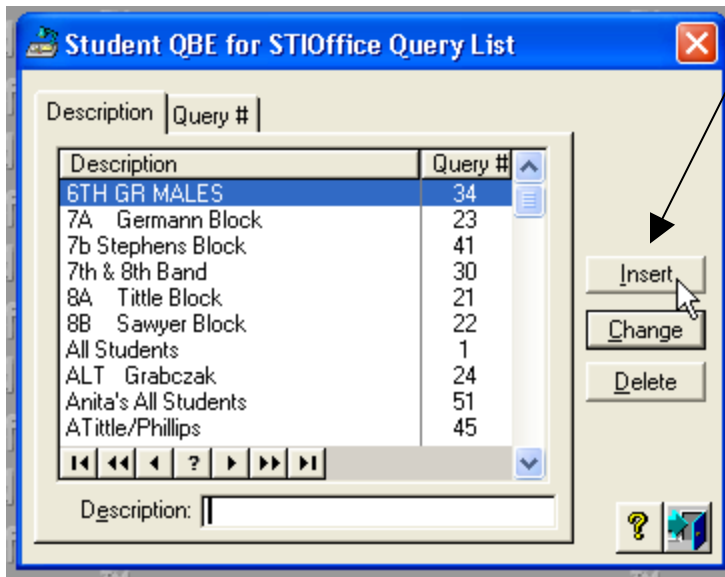 Student QBE for STIOffice Query List
Description Query #
Description Query #
6TH GR MALES 34
7A Germann Block 23
7b Stephens Block 41
7th & 8th Band 30
8A Tittle Block 21
8B Sawyer Block 22
All Students 1
ALT Grabczak 24
Anita's All Students 51
ATittle/Phillips 45
?
Description:
Insert
Change
Delete
?